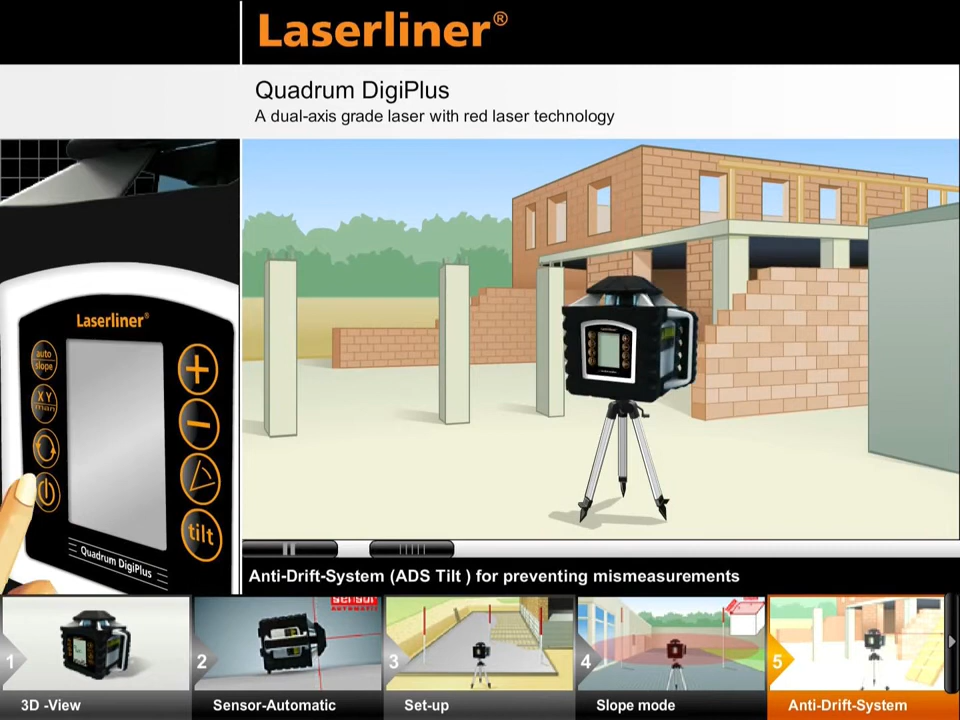 Laserliner®
Quadrum DigiPlus
A dual-axis grade laser with red laser technology
Laserliner®
auto
slope
X Y
man
tilt
Quadrum DigiPlus
Anti-Drift-System (ADS Tilt ) for preventing mismeasurements
sensor
AUTOMATIC
1
2
3
4
5
3D -View
Sensor-Automatic
Set-up
Slope mode
Anti-Drift-System